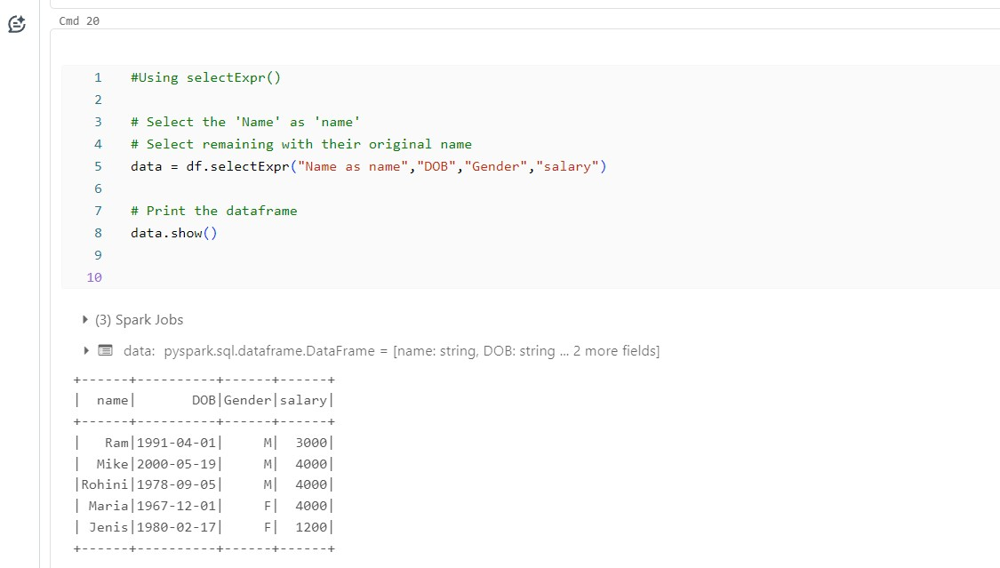 Cmd 20
1 #Using selectExpr()
2
3 # Select the 'Name' as 'name'
4 # Select remaining with their original name
5 data = df.selectExpr("Name as name","DOB","Gender","salary")
6
7 # Print the dataframe
8 data.show()
9
10
(3) Spark Jobs
data: pyspark.sql.dataframe.DataFrame = [name: string, DOB: string ... 2 more fields]
+------+----------+------+------+
|  name|       DOB|Gender|salary|
+------+----------+------+------+
|   Ram|1991-04-01|     M|  3000|
|  Mike|2000-05-19|     M|  4000|
|Rohini|1978-09-05|     M|  4000|
| Maria|1967-12-01|     F|  4000|
| Jenis|1980-02-17|     F|  1200|
+------+----------+------+------+